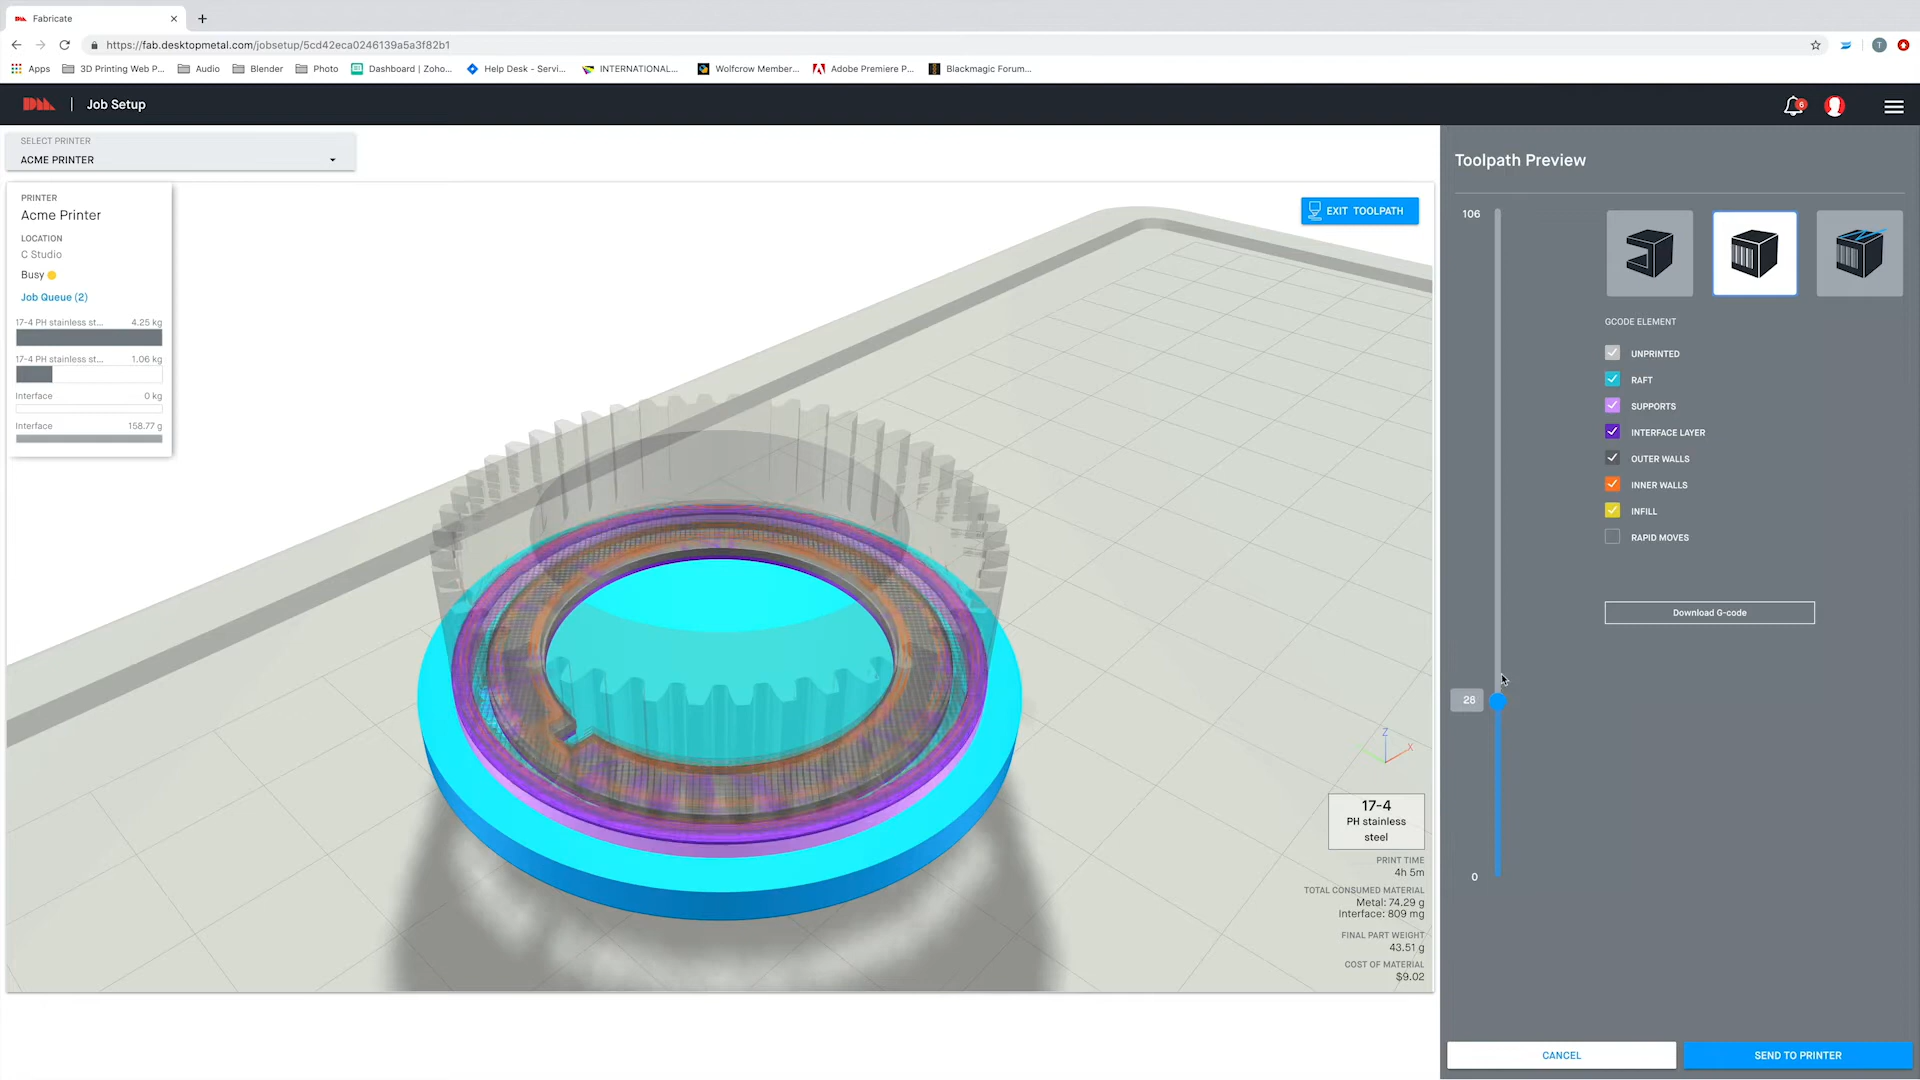 Fabricate
https://fab.desktopmetal.com/jobsetup/5cd42eca0246139a5a3f82b1
T
Apps
3D Printing Web P...
Audio
Blender
Photo
Dashboard | Zoho...
Help Desk - Servi...
INTERNATIONAL...
Wolfcrow Member...
Adobe Premiere P...
Blackmagic Forum...
DM
Job Setup
6
SELECT PRINTER
ACME PRINTER
PRINTER
Acme Printer
LOCATION
C Studio
Busy
Job Queue (2)
17-4 PH stainless st... 4.25 kg
17-4 PH stainless st... 1.06 kg
Interface 0 kg
Interface 158.77 g
EXIT TOOLPATH
Z
X
17-4
PH stainless
steel
PRINT TIME
4h 5m
TOTAL CONSUMED MATERIAL
Metal: 74.29 g
Interface: 809 mg
FINAL PART WEIGHT
43.51 g
COST OF MATERIAL
$9.02
Toolpath Preview
106
28
0
GCODE ELEMENT
UNPRINTED
RAFT
SUPPORTS
INTERFACE LAYER
OUTER WALLS
INNER WALLS
INFILL
RAPID MOVES
Download G-code
CANCEL
SEND TO PRINTER